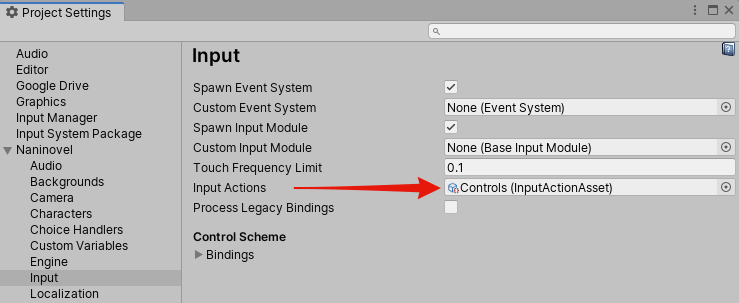 Project Settings
Audio
Editor
Google Drive
Graphics
Input Manager
Input System Package
Naninovel
Audio
Backgrounds
Camera
Characters
Choice Handlers
Custom Variables
Engine
Input
Localization
Input
Spawn Event System
Custom Event System None (Event System)
Spawn Input Module
Custom Input Module None (Base Input Module)
Touch Frequency Limit 0.1
Input Actions Controls (InputActionAsset)
Process Legacy Bindings
Control Scheme
Bindings